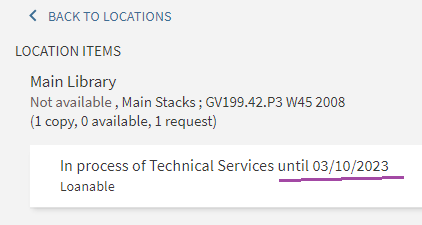 BACK TO LOCATIONS
LOCATION ITEMS
Main Library
Not available , Main Stacks ; GV199.42.P3 W45 2008
(1 copy, 0 available, 1 request)
In process of Technical Services until 03/10/2023
Loanable